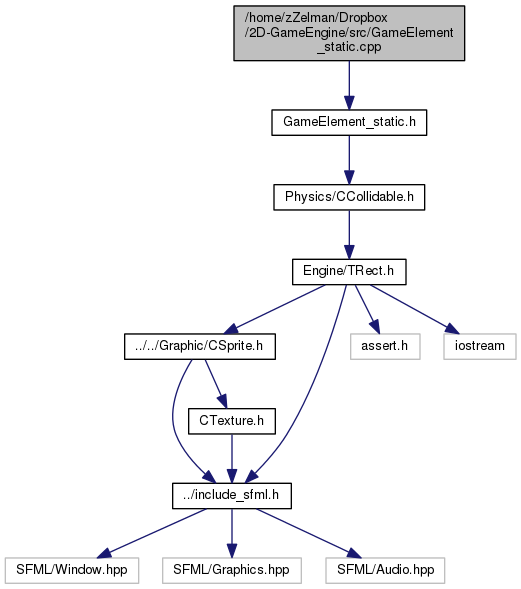 /home/zZelman/Dropbox
/2D-GameEngine/src/GameElement
_static.cpp
GameElement_static.h
Physics/CCollidable.h
Engine/TRect.h
../../Graphic/CSprite.h
assert.h
iostream
CTexture.h
../include_sfml.h
SFML/Window.hpp
SFML/Graphics.hpp
SFML/Audio.hpp